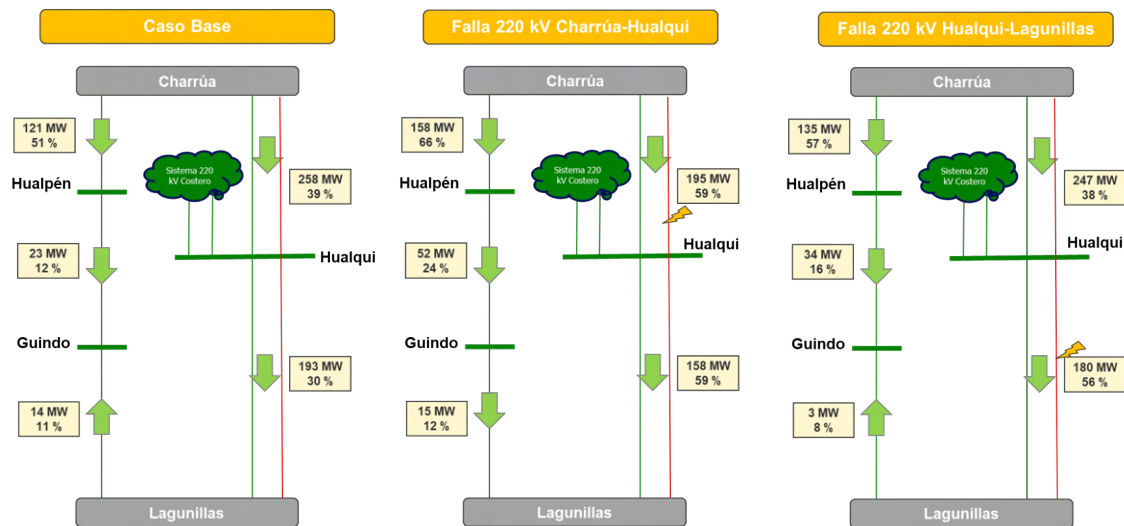 Caso Base
Charrúa
121 MW
51 %
Sistema 220
kV Costero
258 MW
39 %
Hualpén
23 MW
12 %
Hualqui
Guindo
193 MW
30 %
14 MW
11 %
Lagunillas
Falla 220 kV Charrúa-Hualqui
Charrúa
158 MW
66 %
Sistema 220
kV Costero
195 MW
59 %
Hualpén
52 MW
24 %
Hualqui
Guindo
158 MW
59 %
15 MW
12 %
Lagunillas
Falla 220 kV Hualqui-Lagunillas
Charrúa
135 MW
57 %
Sistema 220
kV Costero
247 MW
38 %
Hualpén
34 MW
16 %
Hualqui
Guindo
180 MW
56 %
3 MW
8 %
Lagunillas